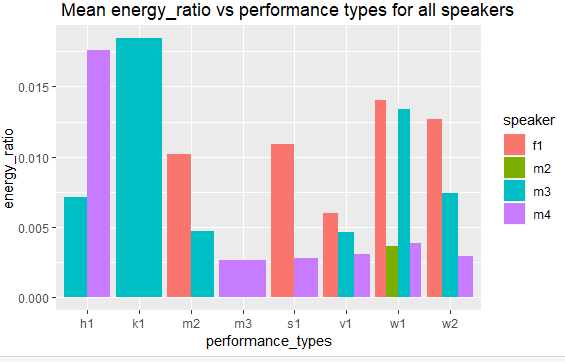 Mean energy_ratio vs performance types for all speakers
energy_ratio
0.015
0.010
0.005
0.000
h1 k1 m2 m3 s1 v1 w1 w2
performance_types
speaker
f1
m2
m3
m4